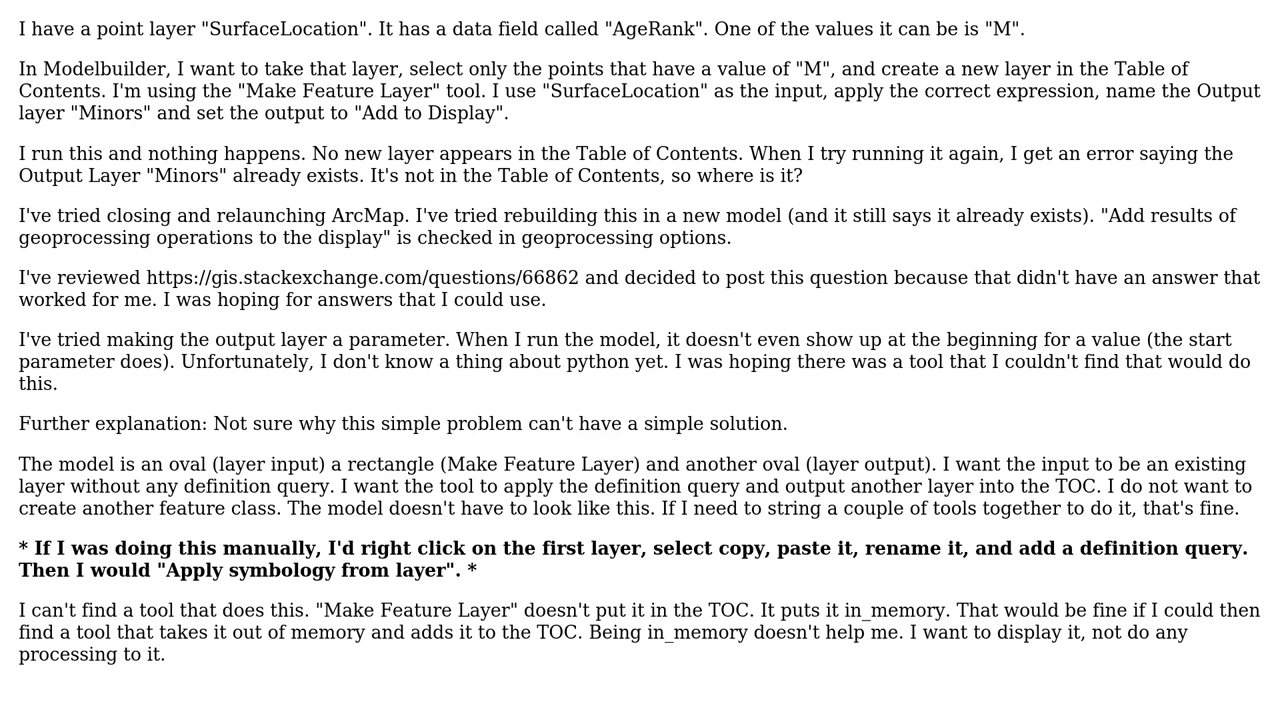 I have a point layer "SurfaceLocation". It has a data field called "AgeRank". One of the values it can be is "M".
In Modelbuilder, I want to take that layer, select only the points that have a value of "M", and create a new layer in the Table of
Contents. I'm using the "Make Feature Layer" tool. I use "SurfaceLocation" as the input, apply the correct expression, name the Output
layer "Minors" and set the output to "Add to Display".
I run this and nothing happens. No new layer appears in the Table of Contents. When I try running it again, I get an error saying the
Output Layer "Minors" already exists. It's not in the Table of Contents, so where is it?
I've tried closing and relaunching ArcMap. I've tried rebuilding this in a new model (and it still says it already exists). "Add results of
geoprocessing operations to the display" is checked in geoprocessing options.
I've reviewed https://gis.stackexchange.com/questions/66862 and decided to post this question because that didn't have an answer that
worked for me. I was hoping for answers that I could use.
I've tried making the output layer a parameter. When I run the model, it doesn't even show up at the beginning for a value (the start
parameter does). Unfortunately, I don't know a thing about python yet. I was hoping there was a tool that I couldn't find that would do
this.
Further explanation: Not sure why this simple problem can't have a simple solution.
The model is an oval (layer input) a rectangle (Make Feature Layer) and another oval (layer output). I want the input to be an existing
layer without any definition query. I want the tool to apply the definition query and output another layer into the TOC. I do not want to
create another feature class. The model doesn't have to look like this. If I need to string a couple of tools together to do it, that's fine.
* If I was doing this manually, I'd right click on the first layer, select copy, paste it, rename it, and add a definition query.
Then I would "Apply symbology from layer". *
I can't find a tool that does this. "Make Feature Layer" doesn't put it in the TOC. It puts it in_memory. That would be fine if I could then
find a tool that takes it out of memory and adds it to the TOC. Being in_memory doesn't help me. I want to display it, not do any
processing to it.